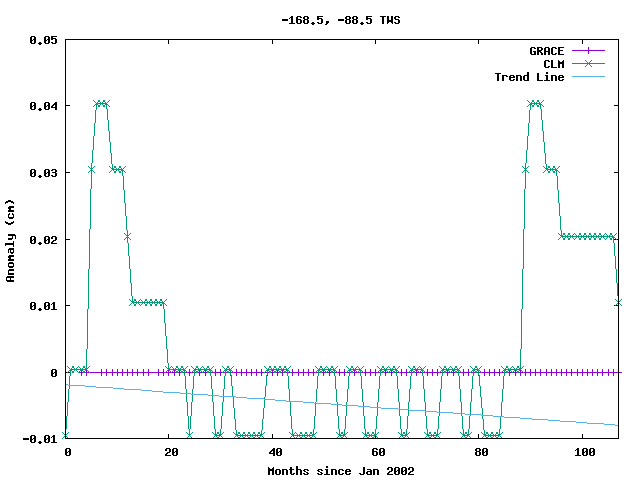 -168.5, -88.5 TWS
0.05
0.04
0.03
0.02
0.01
0
-0.01
Anomaly (cm)
GRACE
CLM
Trend Line
0 20 40 60 80 100
Months since Jan 2002